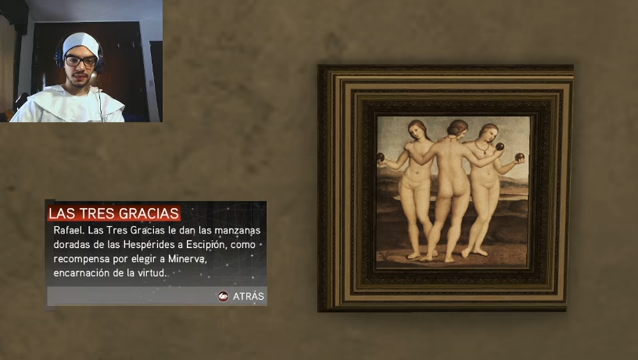 LAS TRES GRACIAS
Rafael. Las Tres Gracias le dan las manzanas
doradas de las Hespérides a Escipión, como
recompensa por elegir a Minerva,
encarnación de la virtud.
ATRÁS